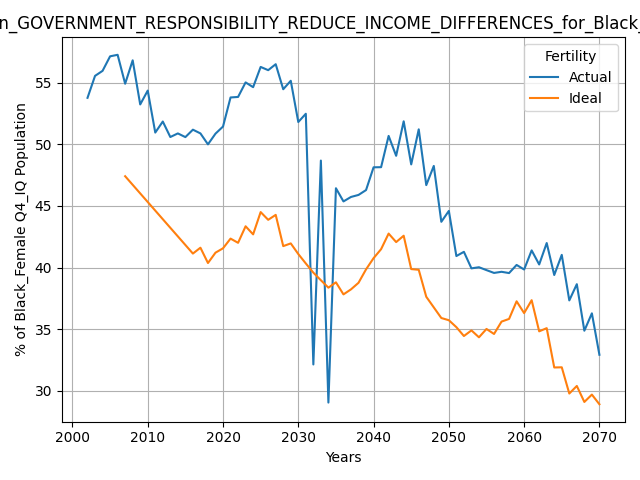 n_GOVERNMENT_RESPONSIBILITY_REDUCE_INCOME_DIFFERENCES_for_Black_
% of Black_Female Q4_IQ Population
55
50
45
40
35
30
Fertility
Actual
Ideal
2000 2010 2020 2030 2040 2050 2060 2070
Years